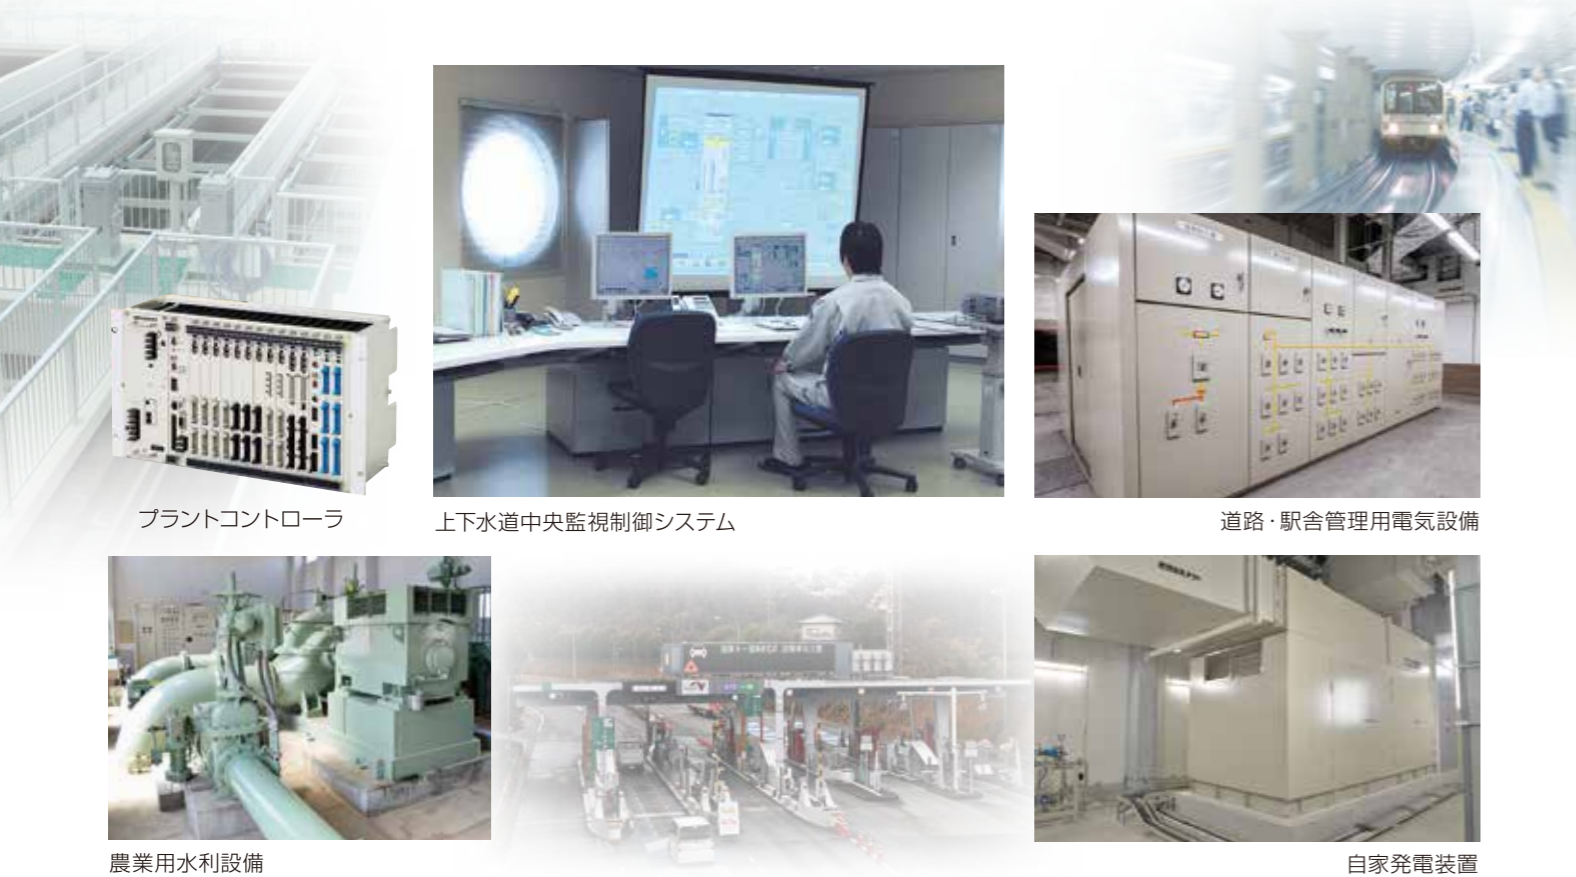 プラントコントローラ
上下水道中央監視制御システム
道路・駅舎管理用電気設備
農業用水利設備
自家発電装置